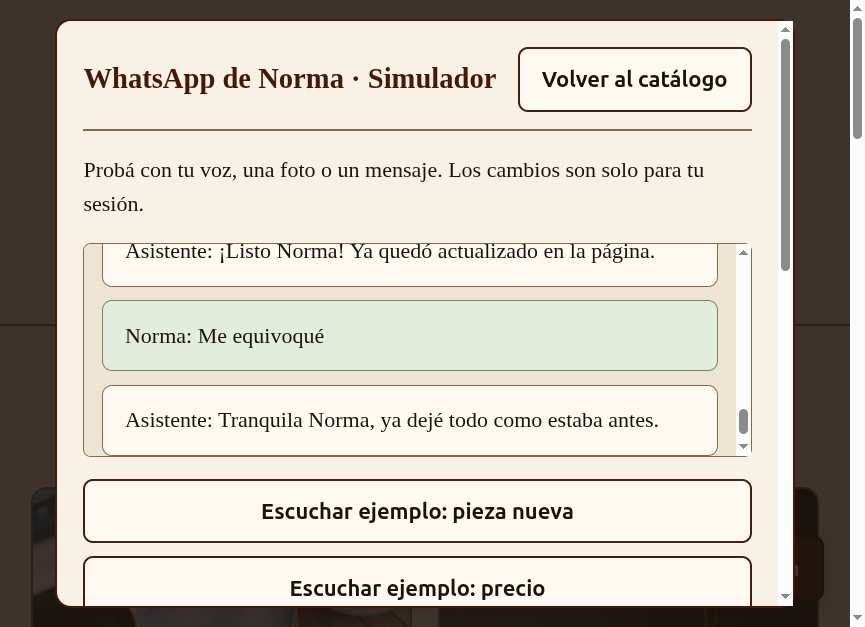 WhatsApp de Norma · Simulador
Volver al catálogo
Probá con tu voz, una foto o un mensaje. Los cambios son solo para tu
sesión.
Asistente: ¡Listo Norma! Ya quedó actualizado en la página.
Norma: Me equivoqué
Asistente: Tranquila Norma, ya dejé todo como estaba antes.
Escuchar ejemplo: pieza nueva
Escuchar ejemplo: precio